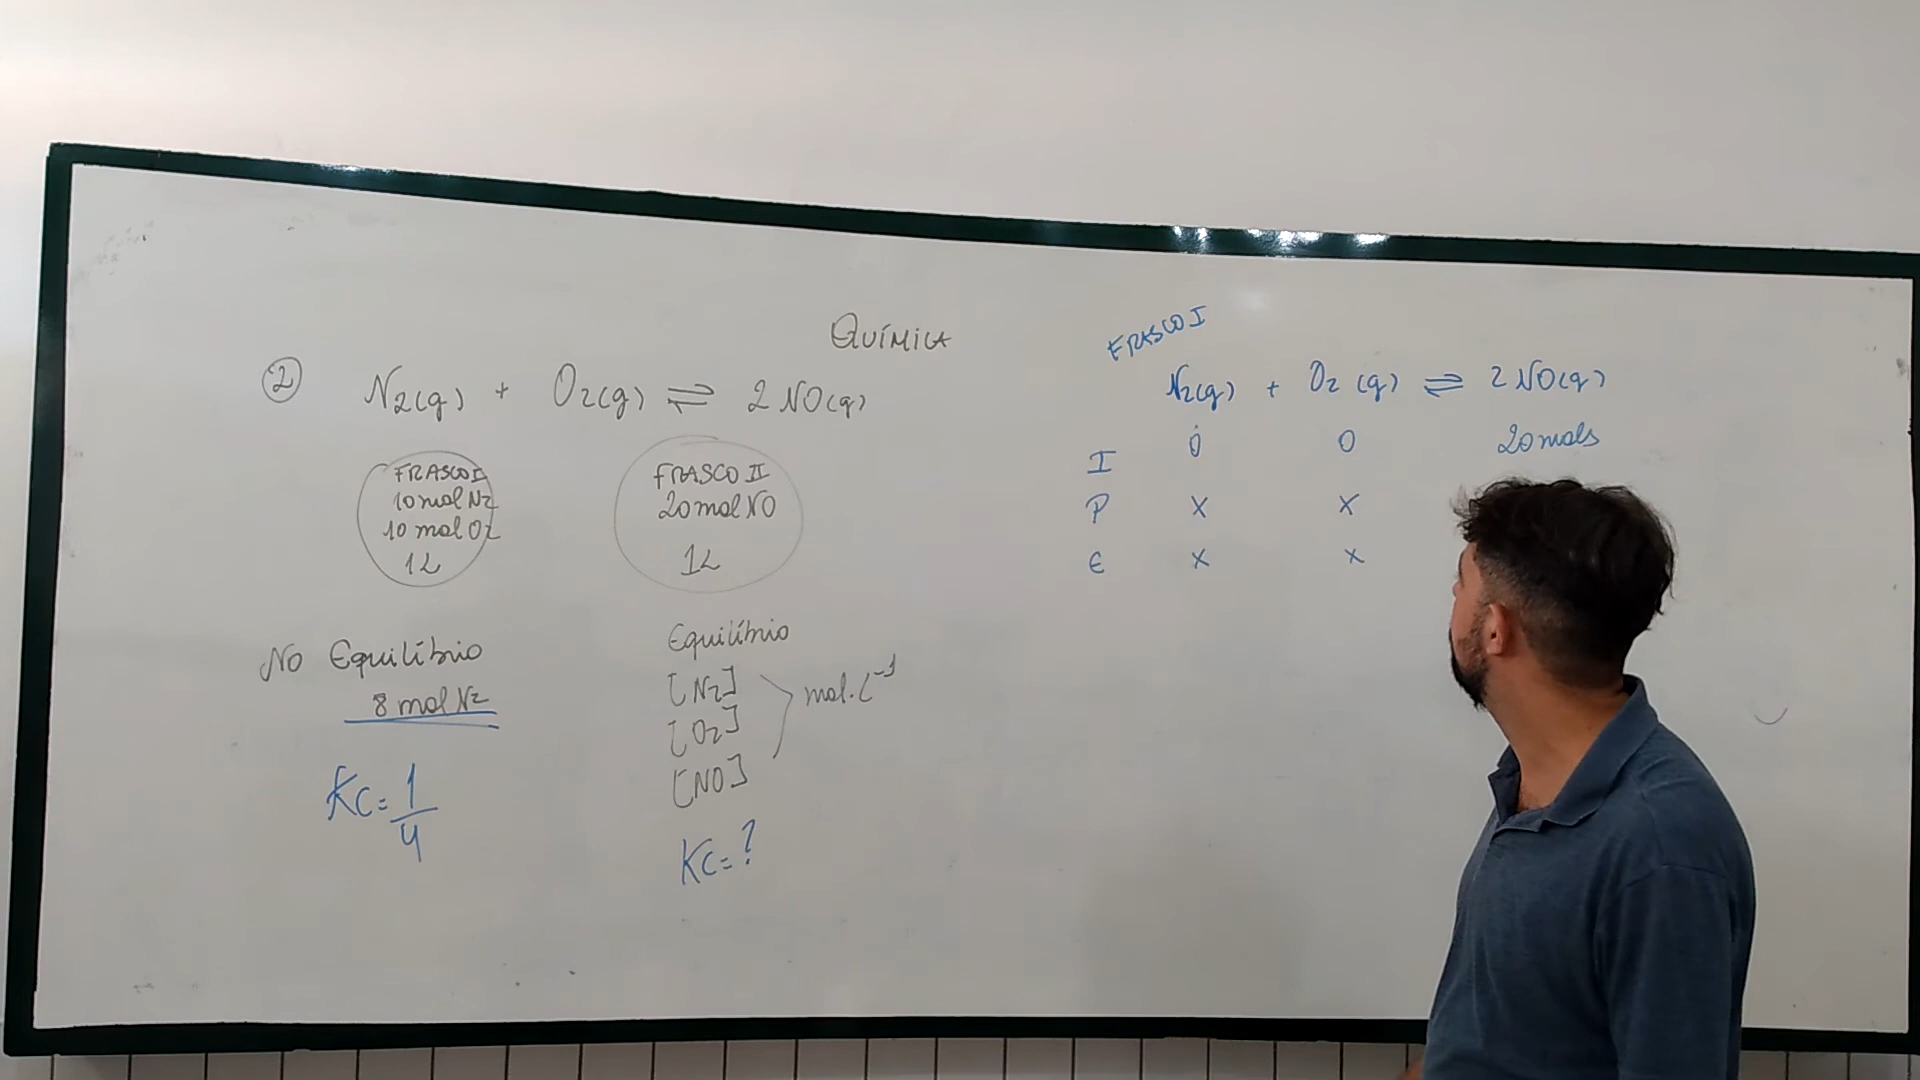 QUÍMICA
② N2(g) + O2(g) ⇌ 2 NO(g)
FRASCO I
10 mol N2
10 mol O2
1L
FRASCO II
20 mol NO
1L
No Equilíbrio
8 mol N2
Kc = 1/4
Equilíbrio
[N2]
[O2]
[NO]
mol.L⁻¹
Kc = ?
FRASCO I
N2(g) + O2(g) ⇌ 2 NO(g)
I 0 0 20 mols
P X X
E X X